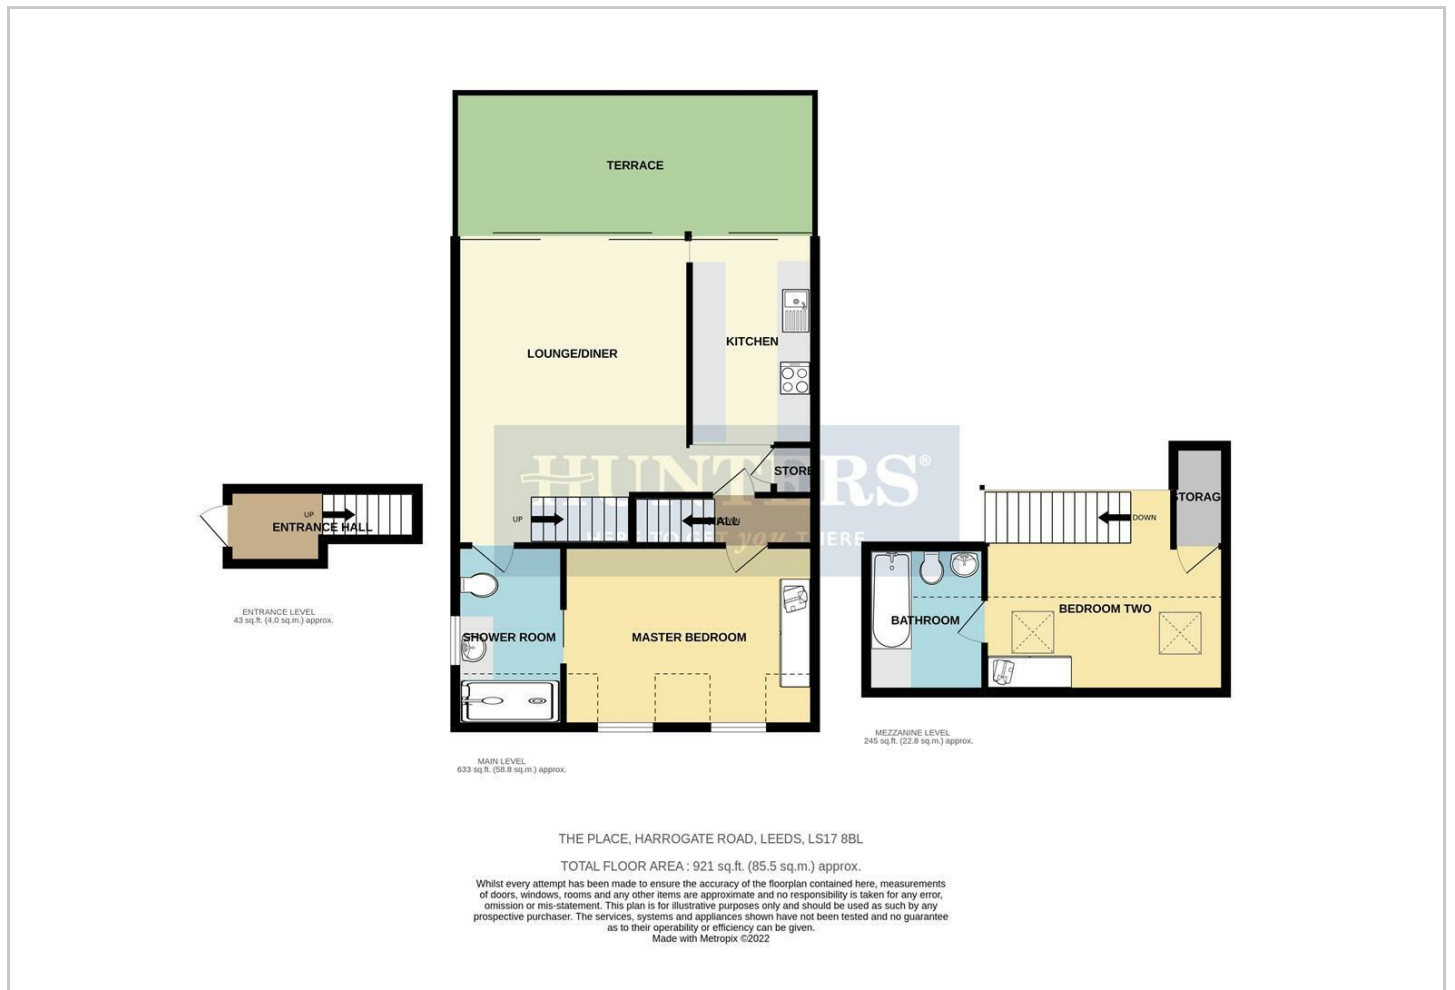 TERRACE
LOUNGE/DINER
KITCHEN
STORE
HUNTERS®
HERE TO GET you THERE
UP
HALL
UP
ENTRANCE HALL
ENTRANCE LEVEL
43 sq.ft. (4.0 sq.m.) approx.
SHOWER ROOM
MASTER BEDROOM
MAIN LEVEL
633 sq.ft. (58.8 sq.m.) approx.
STORAG
DOWN
BEDROOM TWO
BATHROOM
MEZZANINE LEVEL
245 sq.ft. (22.8 sq.m.) approx.
THE PLACE, HARROGATE ROAD, LEEDS, LS17 8BL
TOTAL FLOOR AREA : 921 sq.ft. (85.5 sq.m.) approx.
Whilst every attempt has been made to ensure the accuracy of the floorplan contained here, measurements
of doors, windows, rooms and any other items are approximate and no responsibility is taken for any error,
omission or mis-statement. This plan is for illustrative purposes only and should be used as such by any
prospective purchaser. The services, systems and appliances shown have not been tested and no guarantee
as to their operability or efficiency can be given.
Made with Metropix ©2022